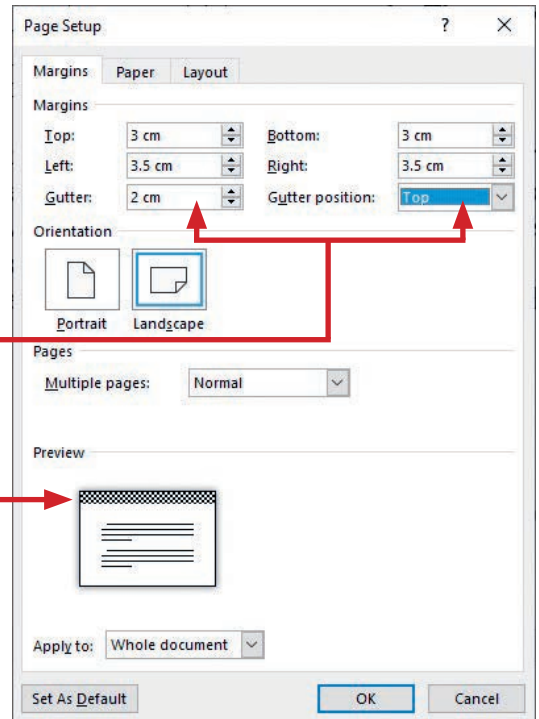 Page Setup ? ×
Margins Paper Layout
Margins
Top: 3 cm Bottom: 3 cm
Left: 3.5 cm Right: 3.5 cm
Gutter: 2 cm Gutter position: Top
Orientation
Portrait Landscape
Pages
Multiple pages: Normal
Preview
Apply to: Whole document
Set As Default OK Cancel